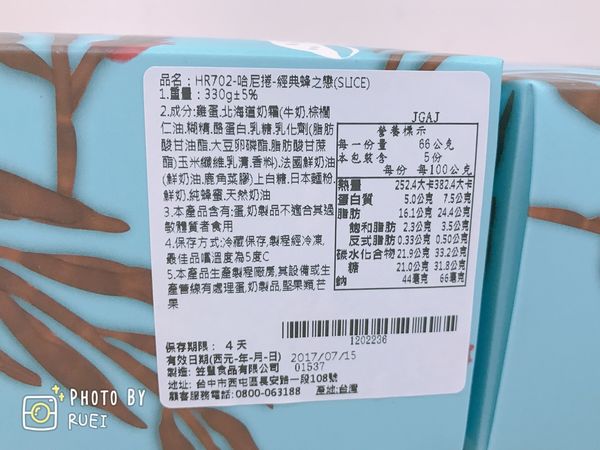 品名：HR702-哈尼捲-經典蜂之戀(SLICE)
1.重量：330g±5%
2.成分:雞蛋,北海道奶霜(牛奶,棕櫚
仁油,糊精,酪蛋白,乳糖,乳化劑(脂肪
酸甘油酯,大豆卵磷酯,脂肪酸甘蔗
酯)玉米纖維,乳清,香料),法國鮮奶油
(鮮奶油,鹿角菜膠)上白糖,日本麵粉,
鮮奶,純蜂蜜,天然奶油
3.本產品含有:蛋,奶製品不適合其過
敏體質者食用
4.保存方式:冷藏保存,製程經冷凍,
最佳品嚐溫度為5度C
5.本產品生產製程廠房,其設備或生
產營線有處理蛋,奶製品,堅果類,芒
果
JGAJ
營養標示
每一份量 66公克
本包裝含 5份
每份 每100公克
熱量 252.4大卡382.4大卡
蛋白質 5.0公克 7.5公克
脂肪 16.1公克 24.4公克
飽和脂肪 2.3公克 3.5公克
反式脂肪 0.33公克 0.50公克
碳水化合物 21.9公克 33.2公克
糖 21.0公克 31.8公克
鈉 44毫克 66毫克
1202236
保存期限： 4 天
有效日期(西元-年-月-日) 2017/07/15
製造: 笠豐食品有限公司 01537
地址: 台中市西屯區長安路一段108號
顧客服務電話:0800-063188 產地:台灣
PHOTO BY
RUEI